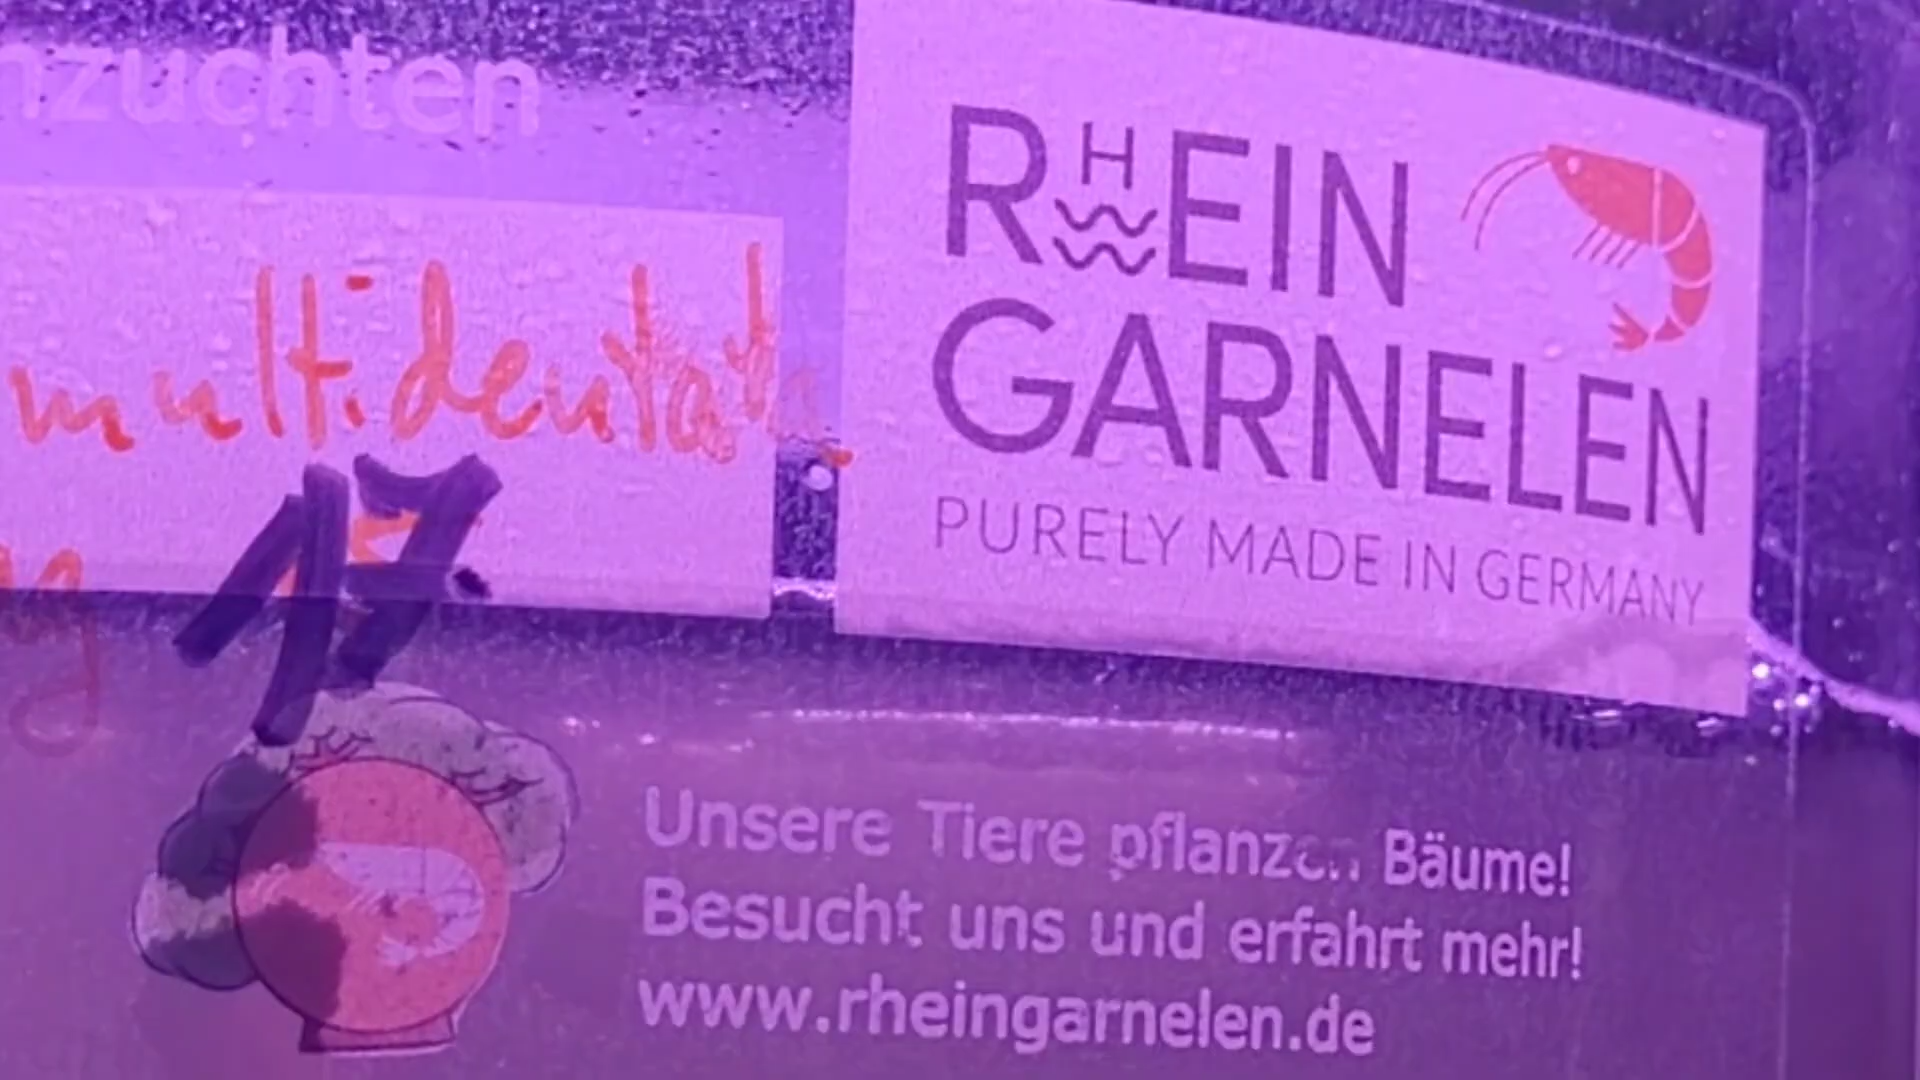 multidentata
17.
RHEIN
GARNELEN
PURELY MADE IN GERMANY
Unsere Tiere pflanzen Bäume!
Besucht uns und erfahrt mehr!
www.rheingarnelen.de